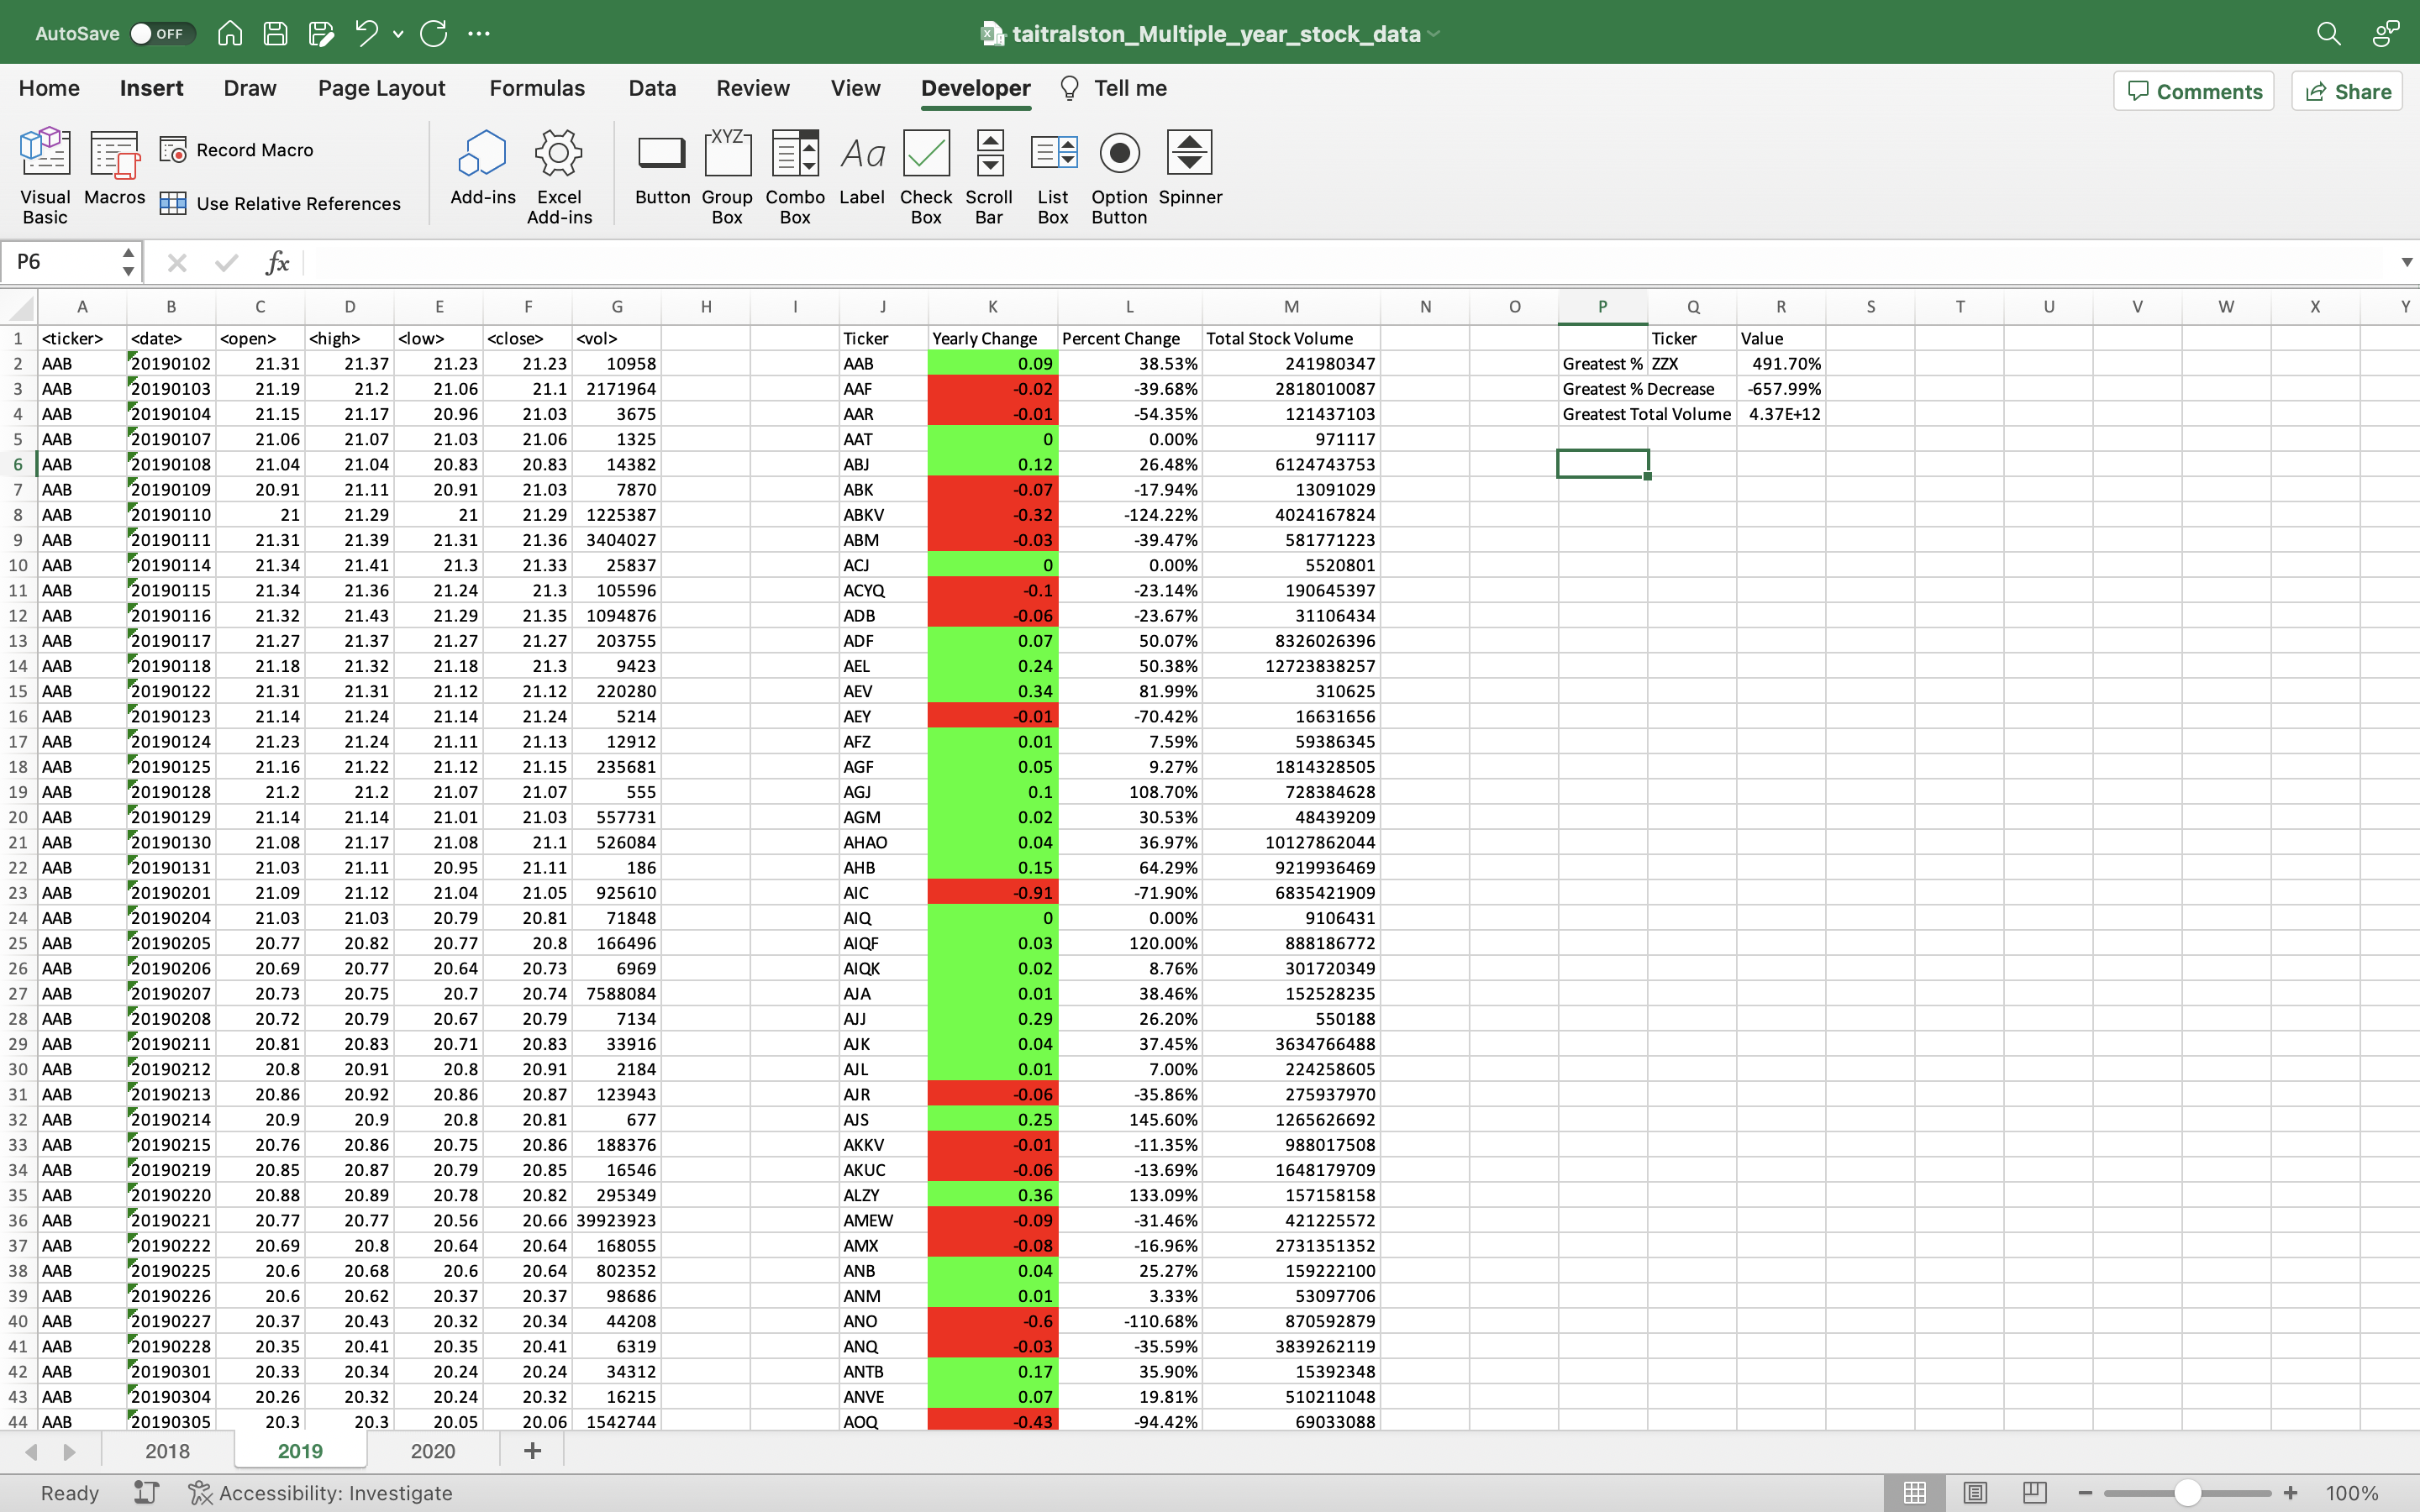 AutoSave OFF taitralston_Multiple_year_stock_data
Home Insert Draw Page Layout Formulas Data Review View Developer Tell me Comments Share
Visual Basic Macros Record Macro Use Relative References Add-ins Excel Add-ins Button Group Box Combo Box Label Check Box Scroll Bar List Box Option Button Spinner
XYZ Aa
P6 fx
A B C D E F G H I J K L M N O P Q R S T U V W X Y
1 <ticker> <date> <open> <high> <low> <close> <vol> Ticker Yearly Change Percent Change Total Stock Volume Ticker Value
2 AAB 20190102 21.31 21.37 21.23 21.23 10958 AAB 0.09 38.53% 241980347 Greatest % ZZX 491.70%
3 AAB 20190103 21.19 21.2 21.06 21.1 2171964 AAF -0.02 -39.68% 2818010087 Greatest % Decrease -657.99%
4 AAB 20190104 21.15 21.17 20.96 21.03 3675 AAR -0.01 -54.35% 121437103 Greatest Total Volume 4.37E+12
5 AAB 20190107 21.06 21.07 21.03 21.06 1325 AAT 0 0.00% 971117
6 AAB 20190108 21.04 21.04 20.83 20.83 14382 ABJ 0.12 26.48% 6124743753
7 AAB 20190109 20.91 21.11 20.91 21.03 7870 ABK -0.07 -17.94% 13091029
8 AAB 20190110 21 21.29 21 21.29 1225387 ABKV -0.32 -124.22% 4024167824
9 AAB 20190111 21.31 21.39 21.31 21.36 3404027 ABM -0.03 -39.47% 581771223
10 AAB 20190114 21.34 21.41 21.3 21.33 25837 ACJ 0 0.00% 5520801
11 AAB 20190115 21.34 21.36 21.24 21.3 105596 ACYQ -0.1 -23.14% 190645397
12 AAB 20190116 21.32 21.43 21.29 21.35 1094876 ADB -0.06 -23.67% 31106434
13 AAB 20190117 21.27 21.37 21.27 21.27 203755 ADF 0.07 50.07% 8326026396
14 AAB 20190118 21.18 21.32 21.18 21.3 9423 AEL 0.24 50.38% 12723838257
15 AAB 20190122 21.31 21.31 21.12 21.12 220280 AEV 0.34 81.99% 310625
16 AAB 20190123 21.14 21.24 21.14 21.24 5214 AEY -0.01 -70.42% 16631656
17 AAB 20190124 21.23 21.24 21.11 21.13 12912 AFZ 0.01 7.59% 59386345
18 AAB 20190125 21.16 21.22 21.12 21.15 235681 AGF 0.05 9.27% 1814328505
19 AAB 20190128 21.2 21.2 21.07 21.07 555 AGJ 0.1 108.70% 728384628
20 AAB 20190129 21.14 21.14 21.01 21.03 557731 AGM 0.02 30.53% 48439209
21 AAB 20190130 21.08 21.17 21.08 21.1 526084 AHAO 0.04 36.97% 10127862044
22 AAB 20190131 21.03 21.11 20.95 21.11 186 AHB 0.15 64.29% 9219936469
23 AAB 20190201 21.09 21.12 21.04 21.05 925610 AIC -0.91 -71.90% 6835421909
24 AAB 20190204 21.03 21.03 20.79 20.81 71848 AIQ 0 0.00% 9106431
25 AAB 20190205 20.77 20.82 20.77 20.8 166496 AIQF 0.03 120.00% 888186772
26 AAB 20190206 20.69 20.77 20.64 20.73 6969 AIQK 0.02 8.76% 301720349
27 AAB 20190207 20.73 20.75 20.7 20.74 7588084 AJA 0.01 38.46% 152528235
28 AAB 20190208 20.72 20.79 20.67 20.79 7134 AJJ 0.29 26.20% 550188
29 AAB 20190211 20.81 20.83 20.71 20.83 33916 AJK 0.04 37.45% 3634766488
30 AAB 20190212 20.8 20.91 20.8 20.91 2184 AJL 0.01 7.00% 224258605
31 AAB 20190213 20.86 20.92 20.86 20.87 123943 AJR -0.06 -35.86% 275937970
32 AAB 20190214 20.9 20.9 20.8 20.81 677 AJS 0.25 145.60% 1265626692
33 AAB 20190215 20.76 20.86 20.75 20.86 188376 AKKV -0.01 -11.35% 988017508
34 AAB 20190219 20.85 20.87 20.79 20.85 16546 AKUC -0.06 -13.69% 1648179709
35 AAB 20190220 20.88 20.89 20.78 20.82 295349 ALZY 0.36 133.09% 157158158
36 AAB 20190221 20.77 20.77 20.56 20.66 39923923 AMEW -0.09 -31.46% 421225572
37 AAB 20190222 20.69 20.8 20.64 20.64 168055 AMX -0.08 -16.96% 2731351352
38 AAB 20190225 20.6 20.68 20.6 20.64 802352 ANB 0.04 25.27% 159222100
39 AAB 20190226 20.6 20.62 20.37 20.37 98686 ANM 0.01 3.33% 53097706
40 AAB 20190227 20.37 20.43 20.32 20.34 44208 ANO -0.6 -110.68% 870592879
41 AAB 20190228 20.35 20.41 20.35 20.41 6319 ANQ -0.03 -35.59% 3839262119
42 AAB 20190301 20.33 20.34 20.24 20.24 34312 ANTB 0.17 35.90% 15392348
43 AAB 20190304 20.26 20.32 20.24 20.32 16215 ANVE 0.07 19.81% 510211048
44 AAB 20190305 20.3 20.3 20.05 20.06 1542744 AOQ -0.43 -94.42% 69033088
2018 2019 2020 +
Ready Accessibility: Investigate 100%